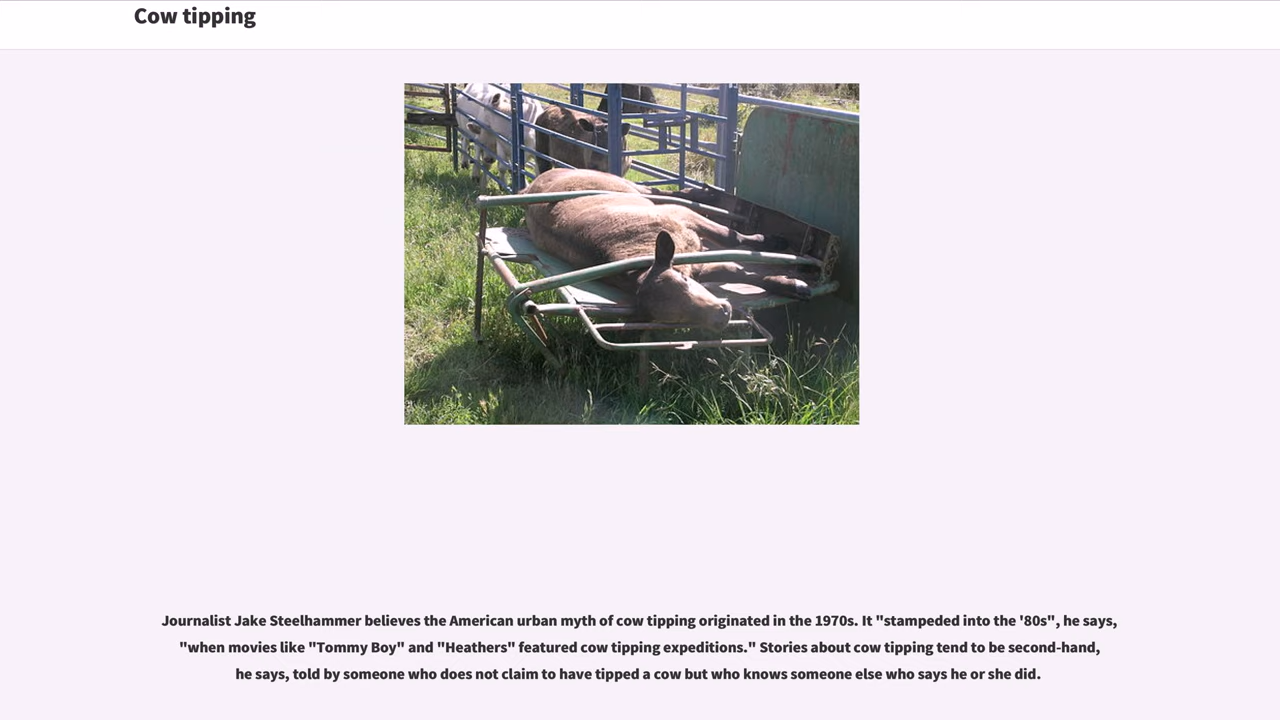 Cow tipping
Journalist Jake Steelhammer believes the American urban myth of cow tipping originated in the 1970s. It "stampeded into the '80s", he says,
"when movies like "Tommy Boy" and "Heathers" featured cow tipping expeditions." Stories about cow tipping tend to be second-hand,
he says, told by someone who does not claim to have tipped a cow but who knows someone else who says he or she did.